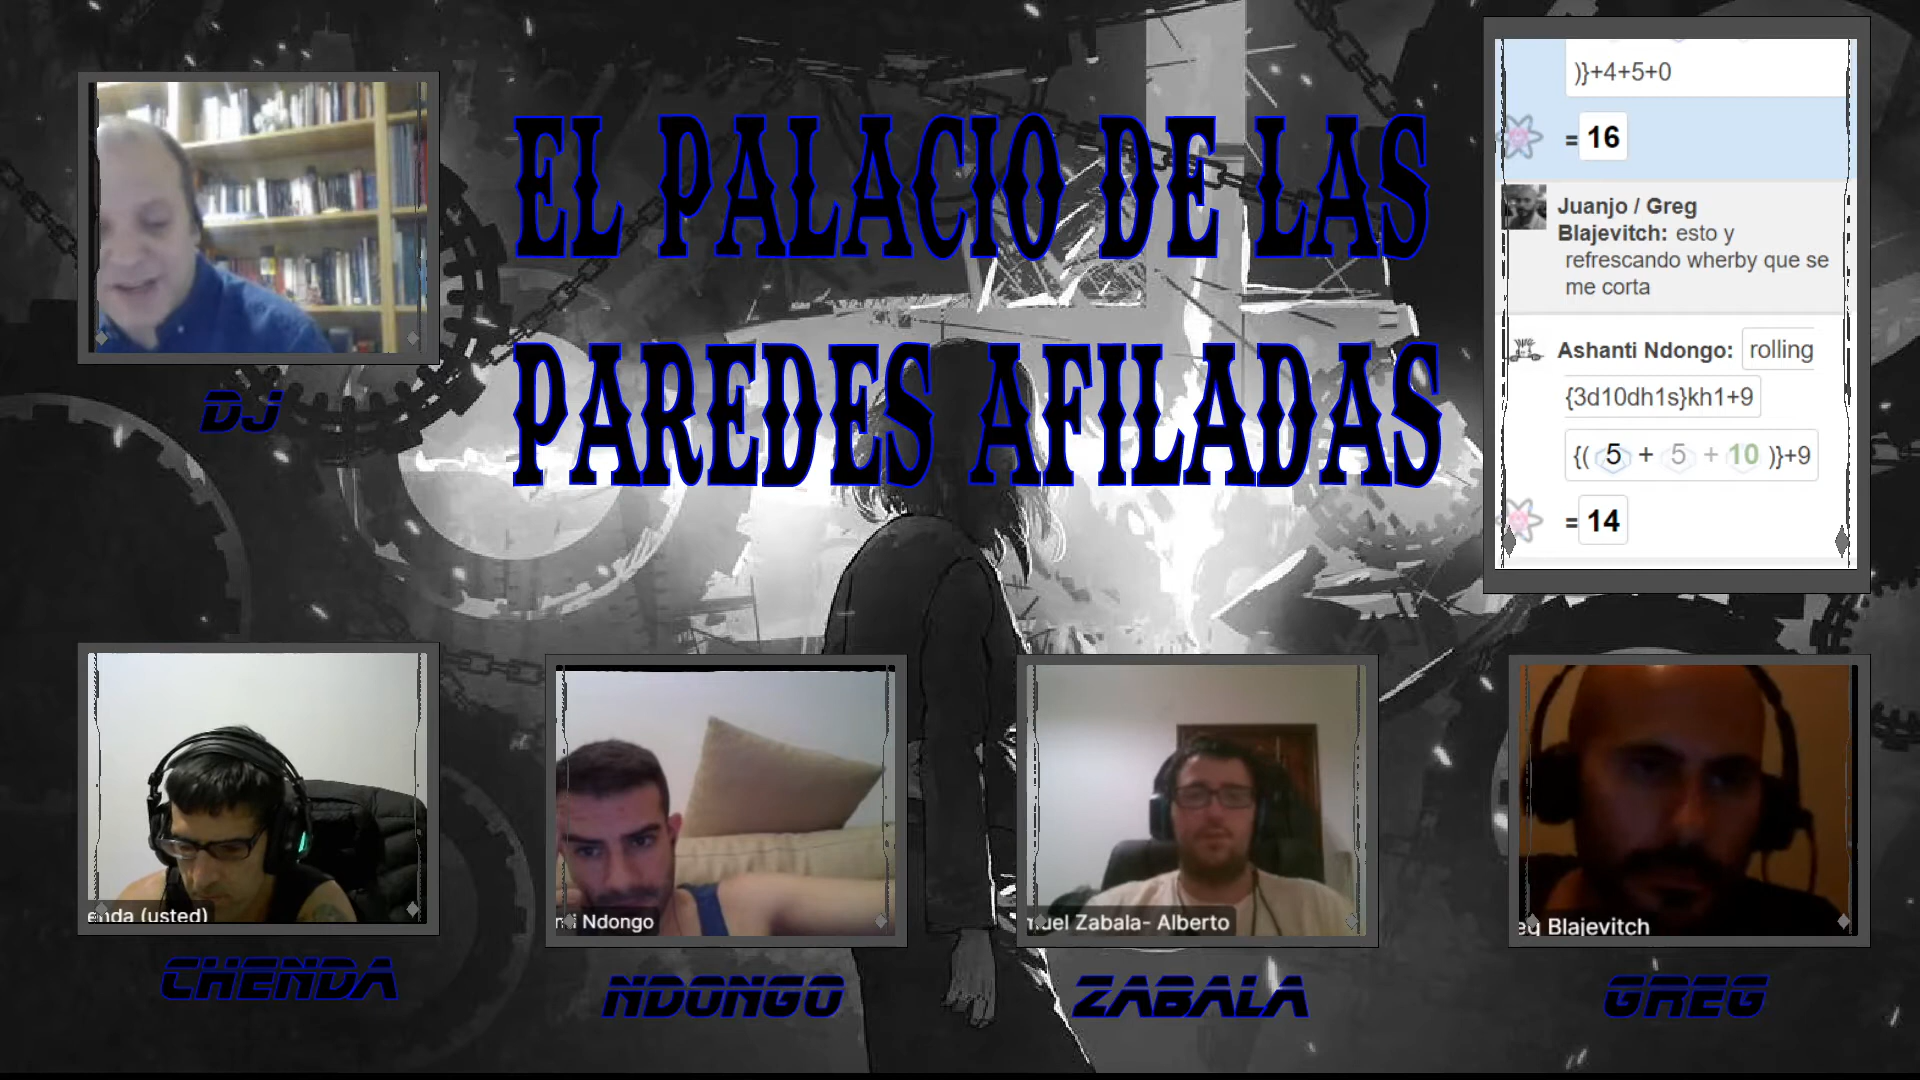 EL PALACIO DE LAS
PAREDES AFILADAS
)}+4+5+0
= 16
Juanjo / Greg
Blajevitch: esto y
refrescando wherby que se
me corta
Ashanti Ndongo: rolling
{3d10dh1s}kh1+9
{( 5 + 5 + 10 )}+9
= 14
DJ
enda (usted)
Ndongo
nuel Zabala- Alberto
eg Blajevitch
CHENDA
NDONGO
ZABALA
GREG